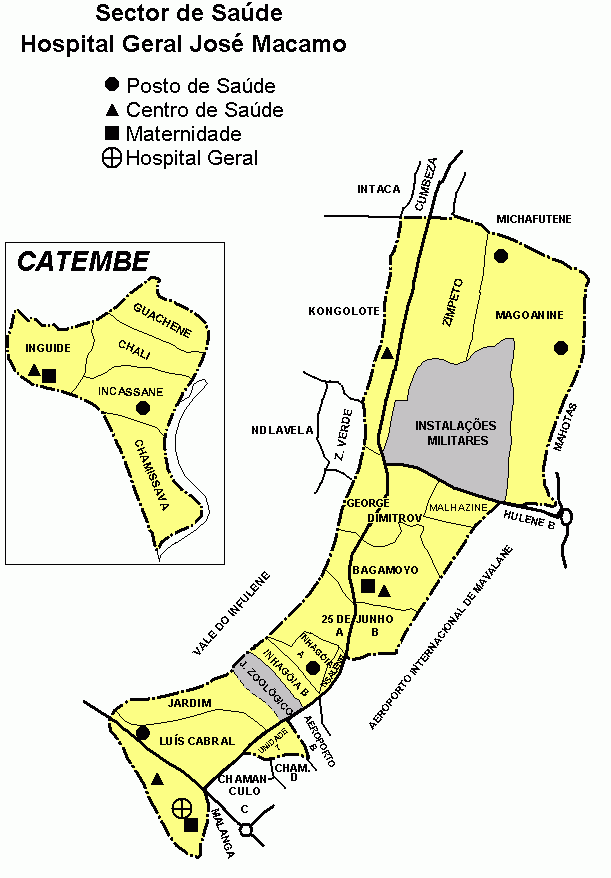 Sector de Saúde
Hospital Geral José Macamo
Posto de Saúde
Centro de Saúde
Maternidade
Hospital Geral
INTACA
CUMBEZA
MICHAFUTENE
CATEMBE
GUACHENE
INGUIDE
CHALI
INCASSANE
CHAMISSAVA
KONGOLOTE
ZIMPETO
MAGOANINE
INSTALAÇÕES
MILITARES
NDLAVELA
Z. VERDE
MAHOTAS
GEORGE
DIMITROV
MALHAZINE
HULENE B
BAGAMOYO
VALE DO INFULENE
AEROPORTO INTERNACIONAL DE MAVALANE
25 DE JUNHO
A
B
INHAGÓIA
A
INHAGÓIA B
NSALENE
J. ZOOLÓGICO
JARDIM
LUÍS CABRAL
UNIDADE
7
AEROPORTO
B
CHAM.
D
CHAMAN
CULO
C
MALANGA